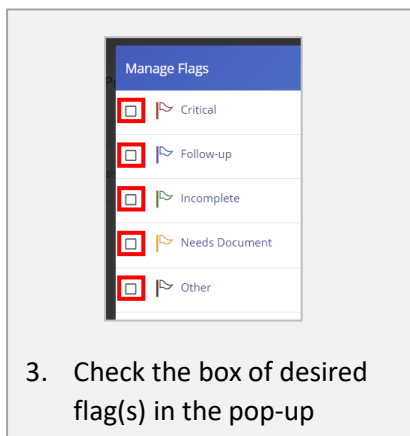 Manage Flags
Critical
Follow-up
Incomplete
Needs Document
Other
3. Check the box of desired
flag(s) in the pop-up